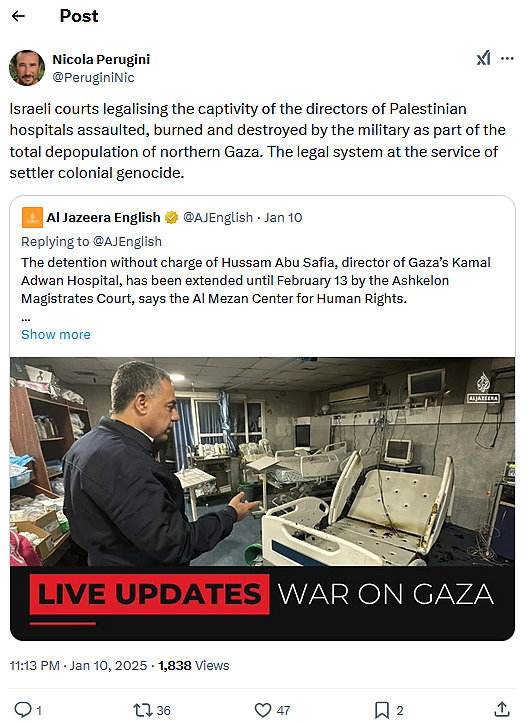 Post
Nicola Perugini
@PeruginiNic
Israeli courts legalising the captivity of the directors of Palestinian
hospitals assaulted, burned and destroyed by the military as part of the
total depopulation of northern Gaza. The legal system at the service of
settler colonial genocide.
Al Jazeera English @AJEnglish · Jan 10
Replying to @AJEnglish
The detention without charge of Hussam Abu Safia, director of Gaza's Kamal
Adwan Hospital, has been extended until February 13 by the Ashkelon
Magistrates Court, says the Al Mezan Center for Human Rights.
...
Show more
ALJAZEERA
LIVE UPDATES WAR ON GAZA
11:13 PM · Jan 10, 2025 · 1,838 Views
1 36 47 2